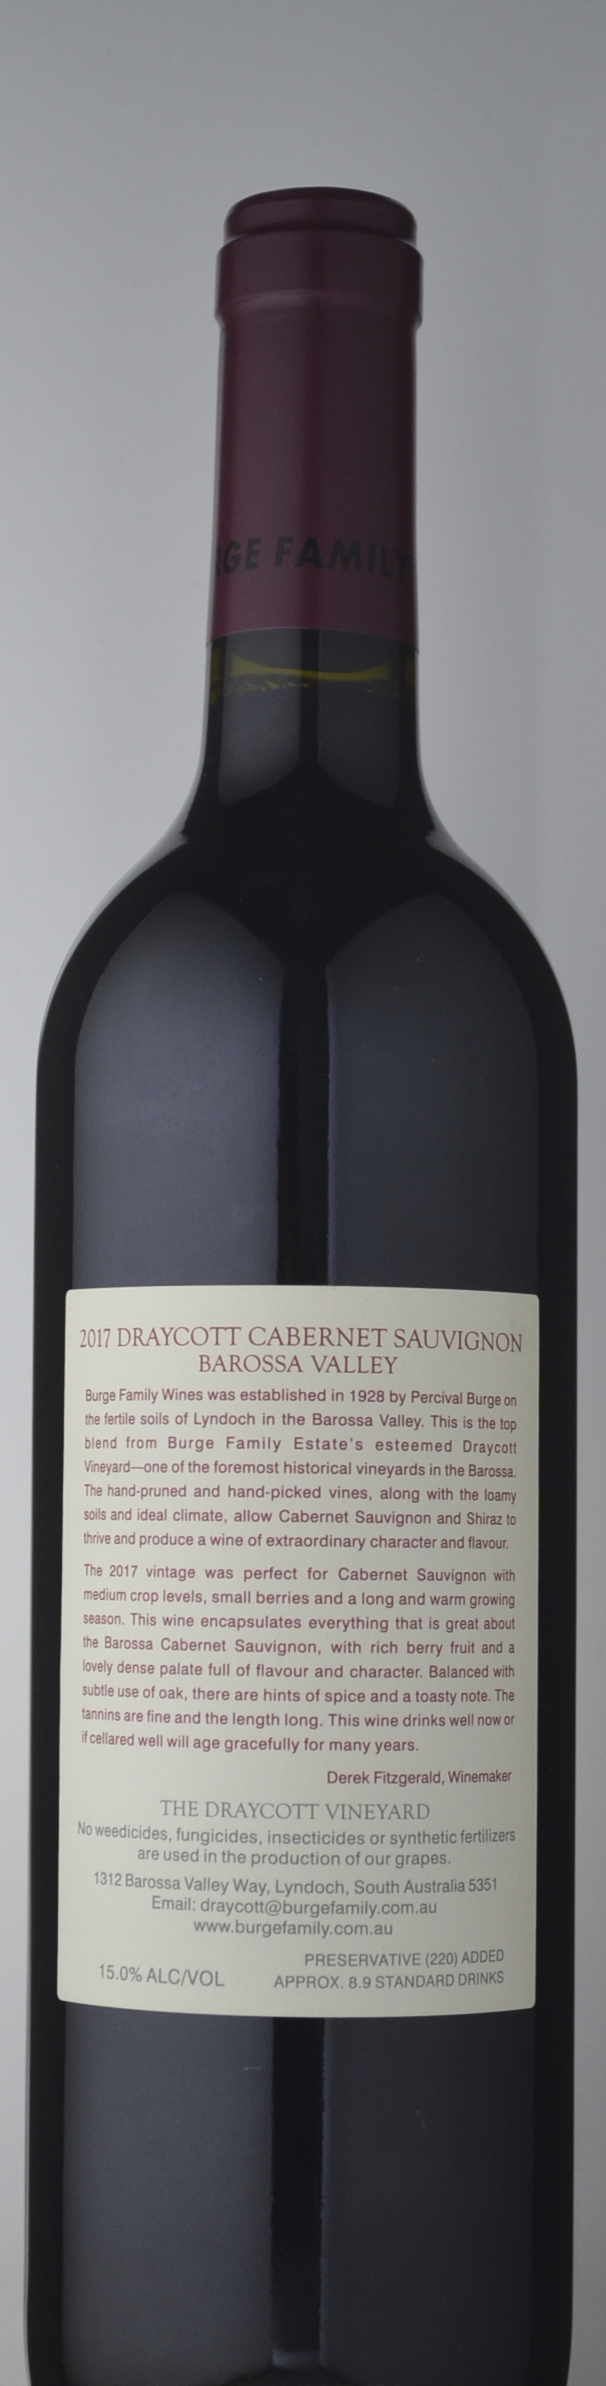 RGE FAMILY
2017 DRAYCOTT CABERNET SAUVIGNON
BAROSSA VALLEY
Burge Family Wines was established in 1928 by Percival Burge on
the fertile soils of Lyndoch in the Barossa Valley. This is the top
blend from Burge Family Estate's esteemed Draycott
Vineyard—one of the foremost historical vineyards in the Barossa.
The hand-pruned and hand-picked vines, along with the loamy
soils and ideal climate, allow Cabernet Sauvignon and Shiraz to
thrive and produce a wine of extraordinary character and flavour.
The 2017 vintage was perfect for Cabernet Sauvignon with
medium crop levels, small berries and a long and warm growing
season. This wine encapsulates everything that is great about
the Barossa Cabernet Sauvignon, with rich berry fruit and a
lovely dense palate full of flavour and character. Balanced with
subtle use of oak, there are hints of spice and a toasty note. The
tannins are fine and the length long. This wine drinks well now or
if cellared well will age gracefully for many years.
Derek Fitzgerald, Winemaker
THE DRAYCOTT VINEYARD
No weedicides, fungicides, insecticides or synthetic fertilizers
are used in the production of our grapes.
1312 Barossa Valley Way, Lyndoch, South Australia 5351
Email: draycott@burgefamily.com.au
www.burgefamily.com.au
PRESERVATIVE (220) ADDED
15.0% ALC/VOL APPROX. 8.9 STANDARD DRINKS